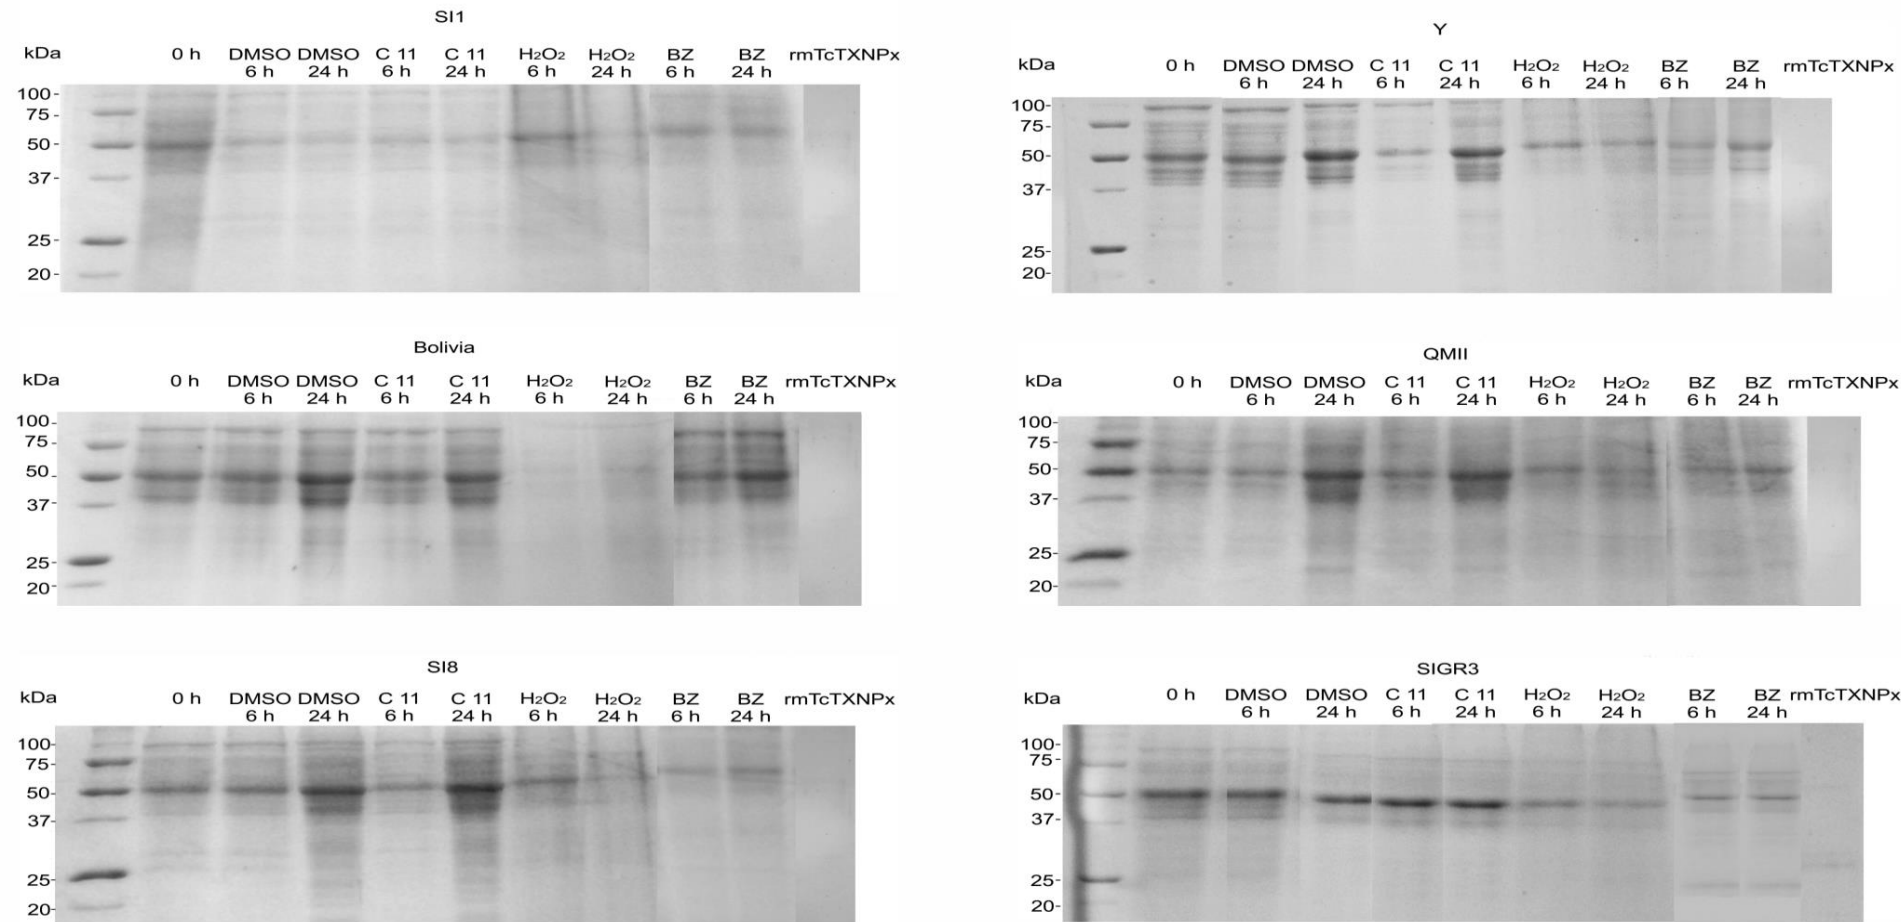 SI1
kDa 0 h DMSO DMSO C 11 C 11 H₂O₂ H₂O₂ BZ BZ rmTcTXNPx
6 h 24 h 6 h 24 h 6 h 24 h 6 h 24 h
100-
75-
50-
37-
25-
20-
Y
kDa 0 h DMSO DMSO C 11 C 11 H₂O₂ H₂O₂ BZ BZ rmTcTXNPx
6 h 24 h 6 h 24 h 6 h 24 h 6 h 24 h
100-
75-
50-
37-
25-
20-
Bolivia
kDa 0 h DMSO DMSO C 11 C 11 H₂O₂ H₂O₂ BZ BZ rmTcTXNPx
6 h 24 h 6 h 24 h 6 h 24 h 6 h 24 h
100-
75-
50-
37-
25-
20-
QMII
kDa 0 h DMSO DMSO C 11 C 11 H₂O₂ H₂O₂ BZ BZ rmTcTXNPx
6 h 24 h 6 h 24 h 6 h 24 h 6 h 24 h
100-
75-
50-
37-
25-
20-
SI8
kDa 0 h DMSO DMSO C 11 C 11 H₂O₂ H₂O₂ BZ BZ rmTcTXNPx
6 h 24 h 6 h 24 h 6 h 24 h 6 h 24 h
100-
75-
50-
37-
25-
20-
SIGR3
kDa 0 h DMSO DMSO C 11 C 11 H₂O₂ H₂O₂ BZ BZ rmTcTXNPx
6 h 24 h 6 h 24 h 6 h 24 h 6 h 24 h
100-
75-
50-
37-
25-
20-